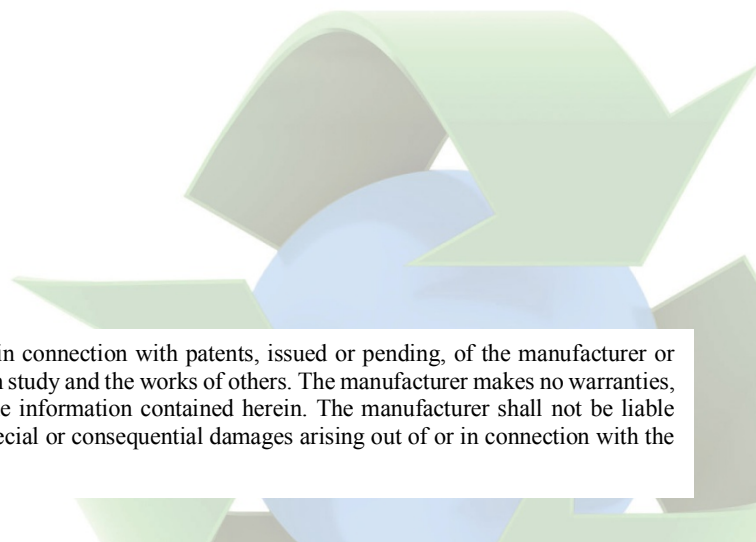 in connection with patents, issued or pending, of the manufacturer or
study and the works of others. The manufacturer makes no warranties,
information contained herein. The manufacturer shall not be liable
or consequential damages arising out of or in connection with the